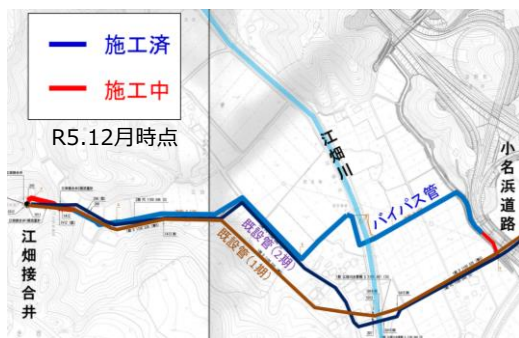 施工済
施工中
R5.12月時点
江畑川
小名浜道路
バイパス管
既設管(2期)
既設管(1期)
江畑接合井